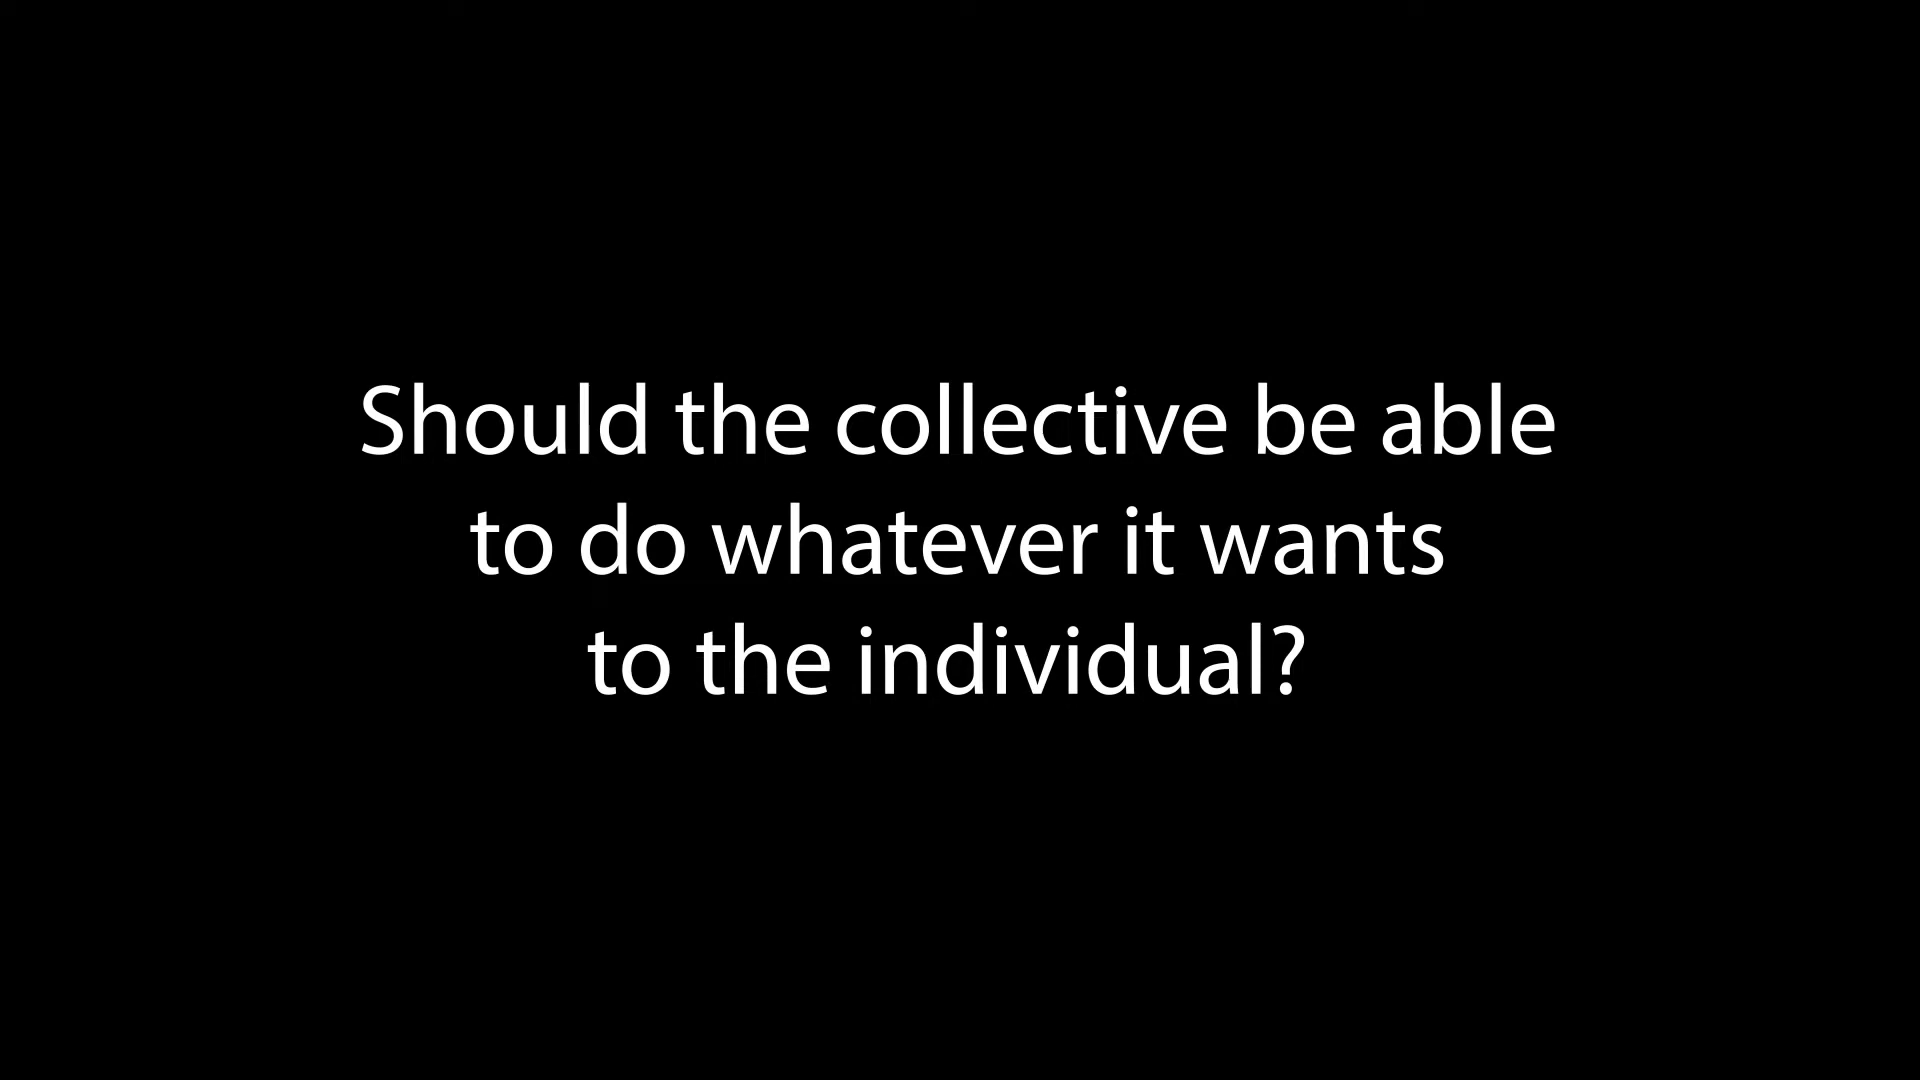 Should the collective be able
to do whatever it wants
to the individual?